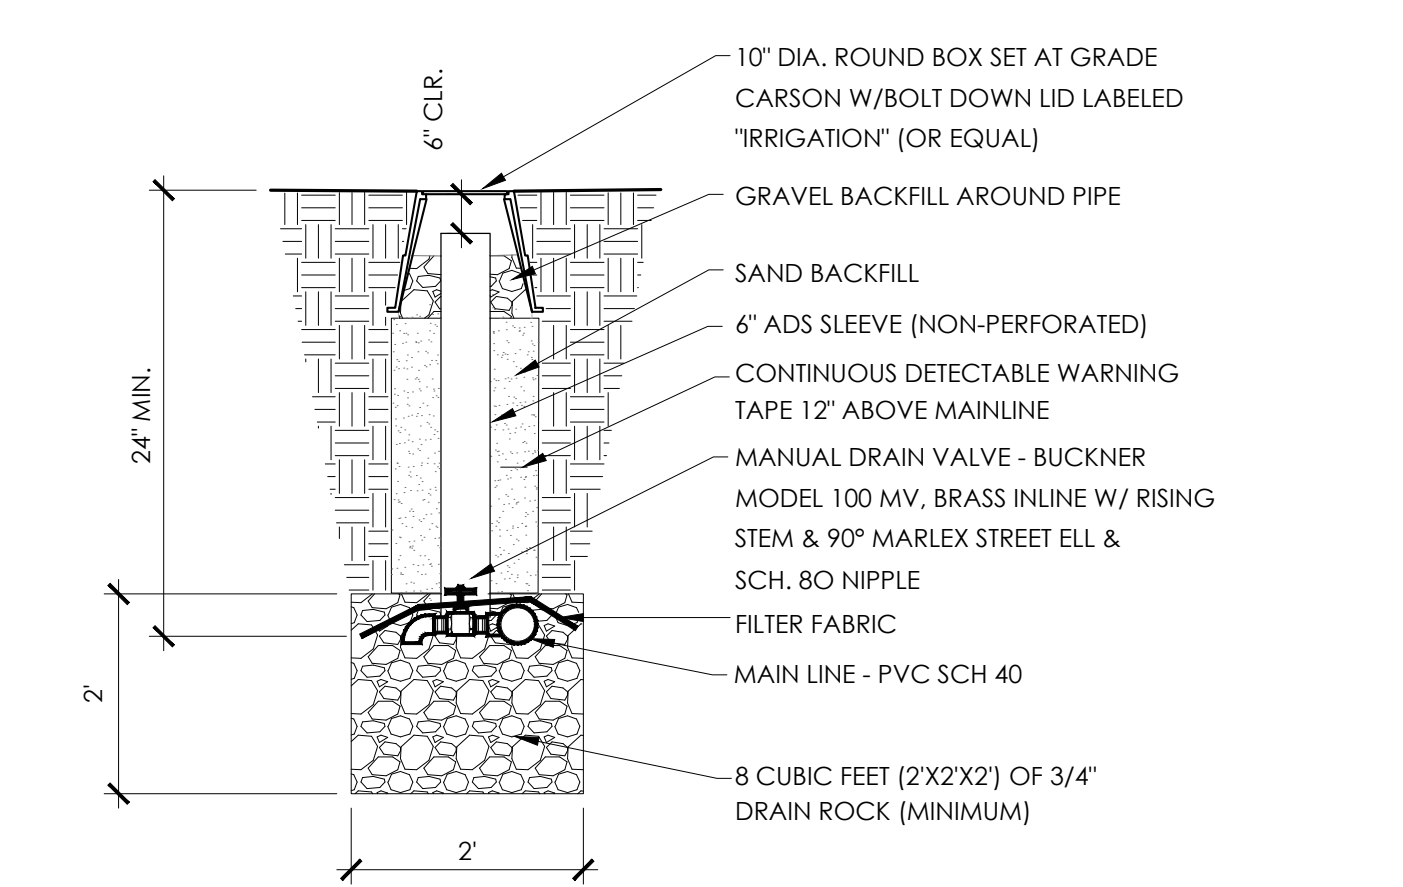 6" CLR.
10" DIA. ROUND BOX SET AT GRADE
CARSON W/BOLT DOWN LID LABELED
"IRRIGATION" (OR EQUAL)
GRAVEL BACKFILL AROUND PIPE
SAND BACKFILL
6" ADS SLEEVE (NON-PERFORATED)
CONTINUOUS DETECTABLE WARNING
TAPE 12" ABOVE MAINLINE
24" MIN.
MANUAL DRAIN VALVE - BUCKNER
MODEL 100 MV, BRASS INLINE W/ RISING
STEM & 90° MARLEX STREET ELL &
SCH. 8O NIPPLE
FILTER FABRIC
MAIN LINE - PVC SCH 40
2'
8 CUBIC FEET (2'X2'X2') OF 3/4"
DRAIN ROCK (MINIMUM)
2'